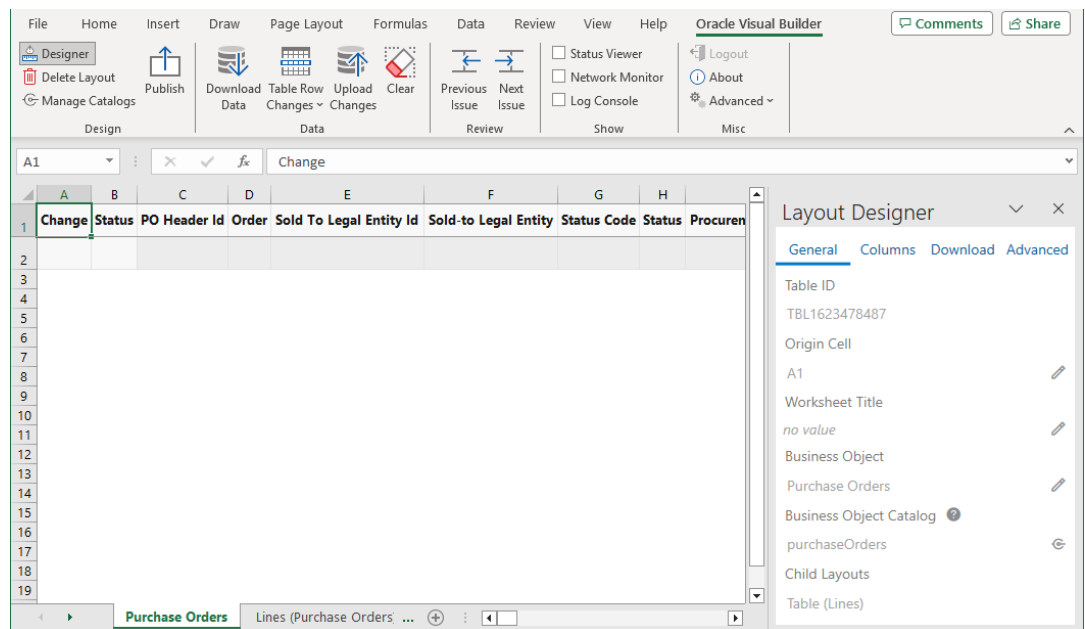 File Home Insert Draw Page Layout Formulas Data Review View Help Oracle Visual Builder Comments Share
Designer
Delete Layout
Manage Catalogs
Design
Publish
Download Data
Table Row Changes
Upload Changes
Clear
Data
Previous Issue
Next Issue
Review
Status Viewer
Network Monitor
Log Console
Show
Logout
About
Advanced
Misc
A1 fx Change
A B C D E F G H
1 Change Status PO Header Id Order Sold To Legal Entity Id Sold-to Legal Entity Status Code Status Procuren
2
3
4
5
6
7
8
9
10
11
12
13
14
15
16
17
18
19
Purchase Orders Lines (Purchase Orders) ...
Layout Designer
General Columns Download Advanced
Table ID
TBL1623478487
Origin Cell
A1
Worksheet Title
no value
Business Object
Purchase Orders
Business Object Catalog ?
purchaseOrders
Child Layouts
Table (Lines)